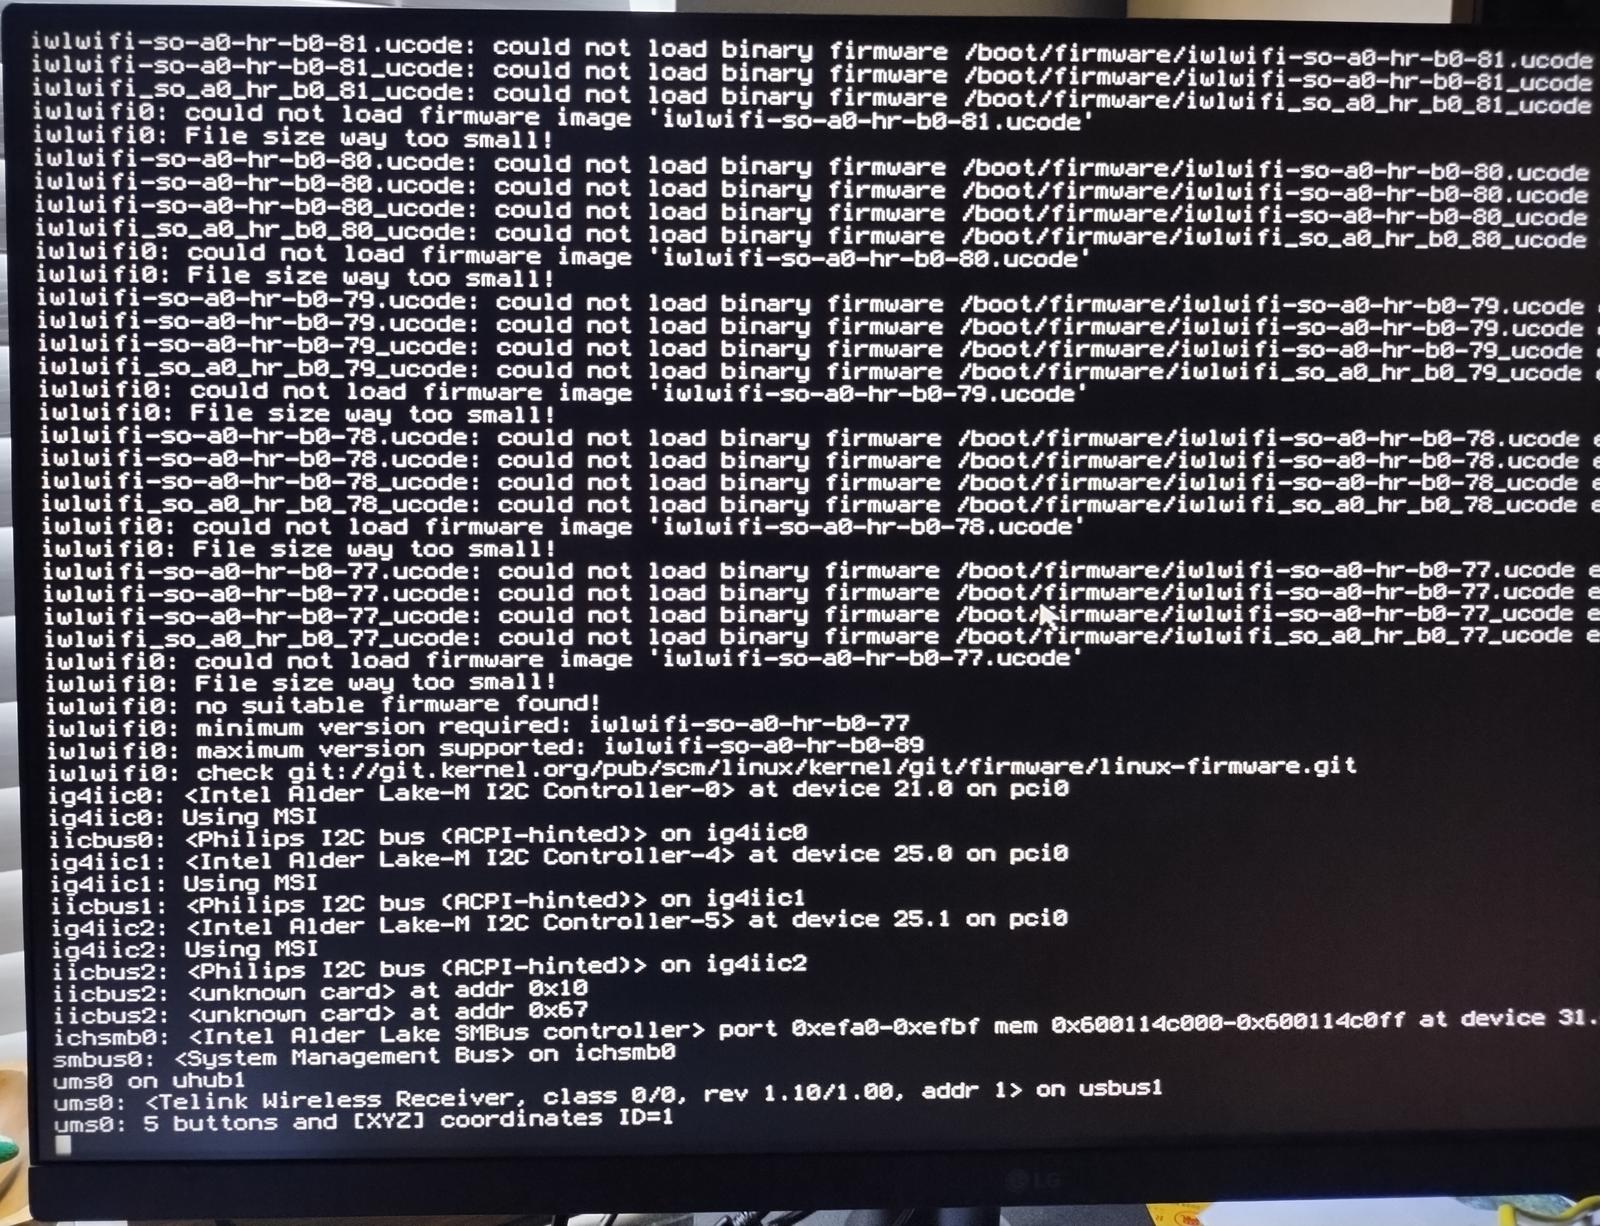 iwlwifi-so-a0-hr-b0-81.ucode: could not load binary firmware /boot/firmware/iwlwifi-so-a0-hr-b0-81.ucode
iwlwifi-so-a0-hr-b0-81_ucode: could not load binary firmware /boot/firmware/iwlwifi-so-a0-hr-b0-81_ucode
iwlwifi_so_a0_hr_b0_81_ucode: could not load binary firmware /boot/firmware/iwlwifi_so_a0_hr_b0_81_ucode
iwlwifi0: could not load firmware image 'iwlwifi-so-a0-hr-b0-81.ucode'
iwlwifi0: File size way too small!
iwlwifi-so-a0-hr-b0-80.ucode: could not load binary firmware /boot/firmware/iwlwifi-so-a0-hr-b0-80.ucode
iwlwifi-so-a0-hr-b0-80.ucode: could not load binary firmware /boot/firmware/iwlwifi-so-a0-hr-b0-80.ucode
iwlwifi-so-a0-hr-b0-80_ucode: could not load binary firmware /boot/firmware/iwlwifi-so-a0-hr-b0-80_ucode
iwlwifi_so_a0_hr_b0_80_ucode: could not load binary firmware /boot/firmware/iwlwifi_so_a0_hr_b0_80_ucode
iwlwifi0: could not load firmware image 'iwlwifi-so-a0-hr-b0-80.ucode'
iwlwifi0: File size way too small!
iwlwifi-so-a0-hr-b0-79.ucode: could not load binary firmware /boot/firmware/iwlwifi-so-a0-hr-b0-79.ucode
iwlwifi-so-a0-hr-b0-79.ucode: could not load binary firmware /boot/firmware/iwlwifi-so-a0-hr-b0-79.ucode
iwlwifi-so-a0-hr-b0-79_ucode: could not load binary firmware /boot/firmware/iwlwifi-so-a0-hr-b0-79_ucode
iwlwifi_so_a0_hr_b0_79_ucode: could not load binary firmware /boot/firmware/iwlwifi_so_a0_hr_b0_79_ucode
iwlwifi0: could not load firmware image 'iwlwifi-so-a0-hr-b0-79.ucode'
iwlwifi0: File size way too small!
iwlwifi-so-a0-hr-b0-78.ucode: could not load binary firmware /boot/firmware/iwlwifi-so-a0-hr-b0-78.ucode e
iwlwifi-so-a0-hr-b0-78.ucode: could not load binary firmware /boot/firmware/iwlwifi-so-a0-hr-b0-78.ucode e
iwlwifi-so-a0-hr-b0-78_ucode: could not load binary firmware /boot/firmware/iwlwifi-so-a0-hr-b0-78_ucode e
iwlwifi_so_a0_hr_b0_78_ucode: could not load binary firmware /boot/firmware/iwlwifi_so_a0_hr_b0_78_ucode e
iwlwifi0: could not load firmware image 'iwlwifi-so-a0-hr-b0-78.ucode'
iwlwifi0: File size way too small!
iwlwifi-so-a0-hr-b0-77.ucode: could not load binary firmware /boot/firmware/iwlwifi-so-a0-hr-b0-77.ucode e
iwlwifi-so-a0-hr-b0-77.ucode: could not load binary firmware /boot/firmware/iwlwifi-so-a0-hr-b0-77.ucode e
iwlwifi-so-a0-hr-b0-77_ucode: could not load binary firmware /boot/firmware/iwlwifi-so-a0-hr-b0-77_ucode e
iwlwifi_so_a0_hr_b0_77_ucode: could not load binary firmware /boot/firmware/iwlwifi_so_a0_hr_b0_77_ucode e
iwlwifi0: could not load firmware image 'iwlwifi-so-a0-hr-b0-77.ucode'
iwlwifi0: File size way too small!
iwlwifi0: no suitable firmware found!
iwlwifi0: minimum version required: iwlwifi-so-a0-hr-b0-77
iwlwifi0: maximum version supported: iwlwifi-so-a0-hr-b0-89
iwlwifi0: check git://git.kernel.org/pub/scm/linux/kernel/git/firmware/linux-firmware.git
ig4iic0: <Intel Alder Lake-M I2C Controller-0> at device 21.0 on pci0
ig4iic0: Using MSI
iicbus0: <Philips I2C bus (ACPI-hinted)> on ig4iic0
ig4iic1: <Intel Alder Lake-M I2C Controller-4> at device 25.0 on pci0
ig4iic1: Using MSI
iicbus1: <Philips I2C bus (ACPI-hinted)> on ig4iic1
ig4iic2: <Intel Alder Lake-M I2C Controller-5> at device 25.1 on pci0
ig4iic2: Using MSI
iicbus2: <Philips I2C bus (ACPI-hinted)> on ig4iic2
iicbus2: <unknown card> at addr 0x10
iicbus2: <unknown card> at addr 0x67
ichsmb0: <Intel Alder Lake SMBus controller> port 0xefa0-0xefbf mem 0x600114c000-0x600114c0ff at device 31.
smbus0: <System Management Bus> on ichsmb0
ums0 on uhub1
ums0: <Telink Wireless Receiver, class 0/0, rev 1.10/1.00, addr 1> on usbus1
ums0: 5 buttons and [XYZ] coordinates ID=1
LG